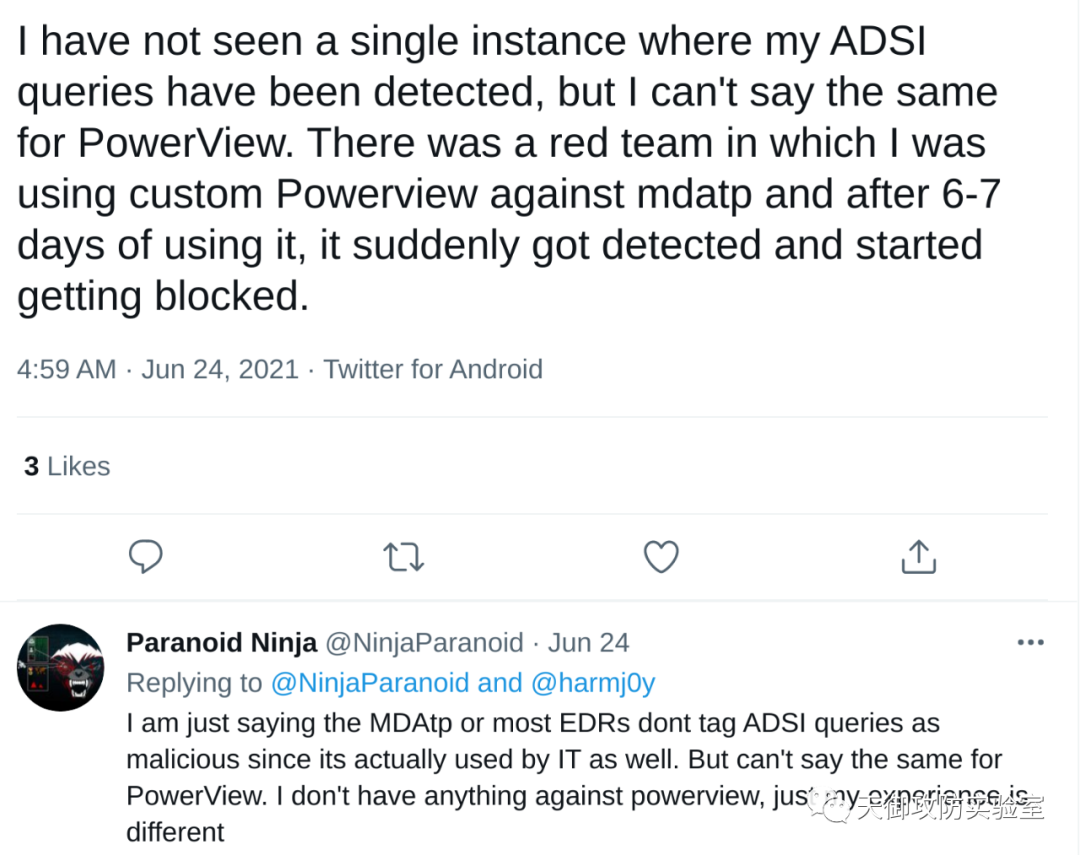 I have not seen a single instance where my ADSI
queries have been detected, but I can't say the same
for PowerView. There was a red team in which I was
using custom Powerview against mdatp and after 6-7
days of using it, it suddenly got detected and started
getting blocked.
4:59 AM · Jun 24, 2021 · Twitter for Android
3 Likes
Paranoid Ninja @NinjaParanoid · Jun 24
Replying to @NinjaParanoid and @harmj0y
I am just saying the MDAtp or most EDRs dont tag ADSI queries as
malicious since its actually used by IT as well. But can't say the same for
PowerView. I don't have anything against powerview, just my experience is
different
天御攻防实验室